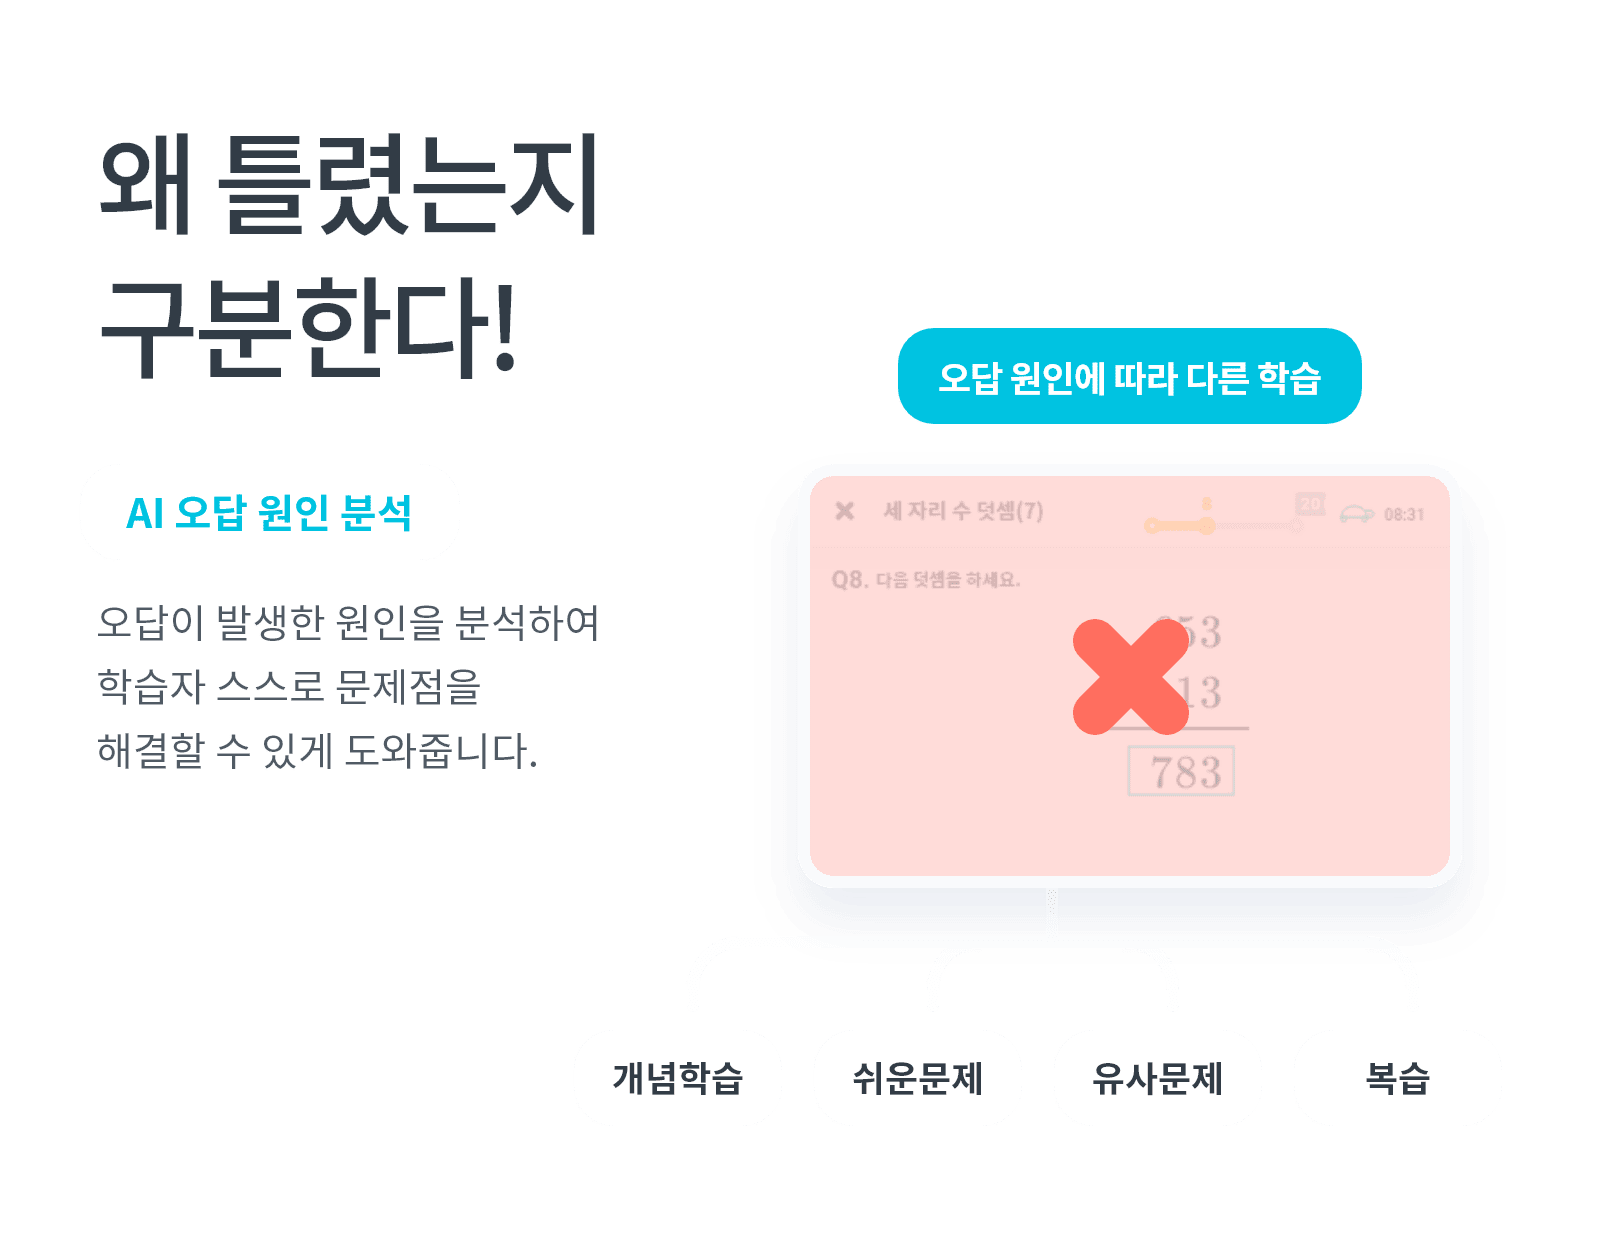 왜 틀렸는지
구분한다!
AI 오답 원인 분석
오답이 발생한 원인을 분석하여
학습자 스스로 문제점을
해결할 수 있게 도와줍니다.
오답 원인에 따라 다른 학습
세 자리 수 덧셈(7)
8
20
08:31
Q8. 다음 덧셈을 하세요.
783
개념학습
쉬운문제
유사문제
복습